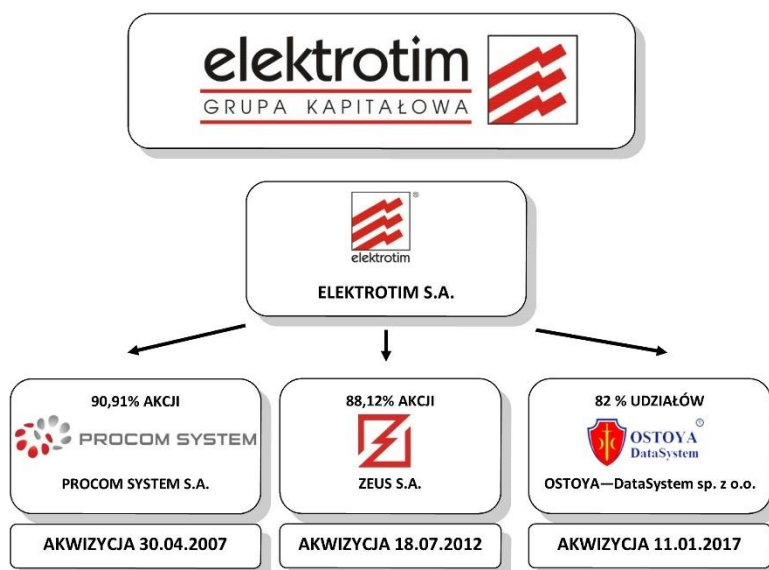 elektrotim
GRUPA KAPITAŁOWA
®
elektrotim
ELEKTROTIM S.A.
90,91% AKCJI
PROCOM SYSTEM
PROCOM SYSTEM S.A.
88,12% AKCJI
ZEUS S.A.
82 % UDZIAŁÓW
®
OSTOYA
DataSystem
OSTOYA—DataSystem sp. z o.o.
AKWIZYCJA 30.04.2007
AKWIZYCJA 18.07.2012
AKWIZYCJA 11.01.2017